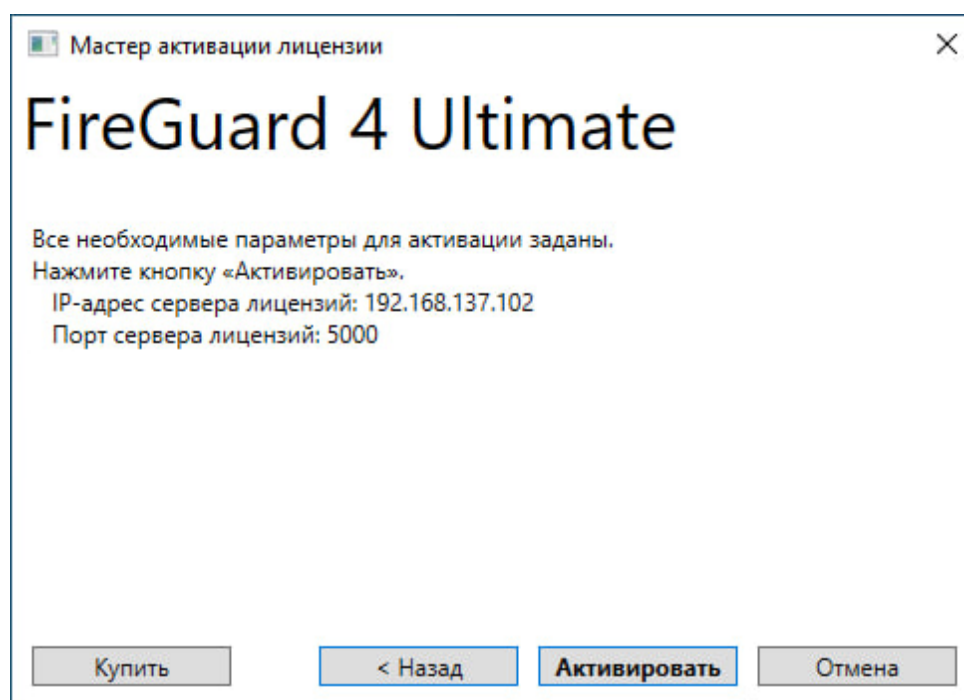 Мастер активации лицензии
FireGuard 4 Ultimate
Все необходимые параметры для активации заданы.
Нажмите кнопку «Активировать».
IP-адрес сервера лицензий: 192.168.137.102
Порт сервера лицензий: 5000
Купить
< Назад
Активировать
Отмена